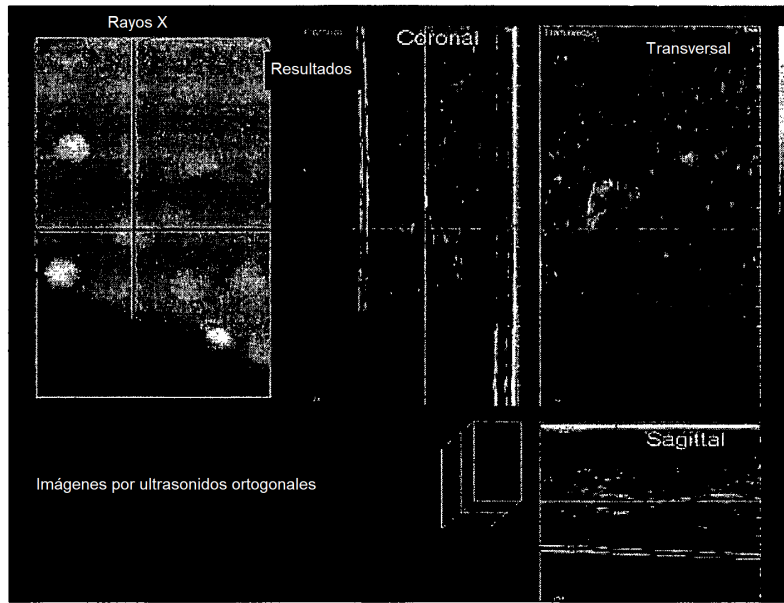 Rayos X
Resultados
Coronal
Transversal
Sagittal
Imágenes por ultrasonidos ortogonales